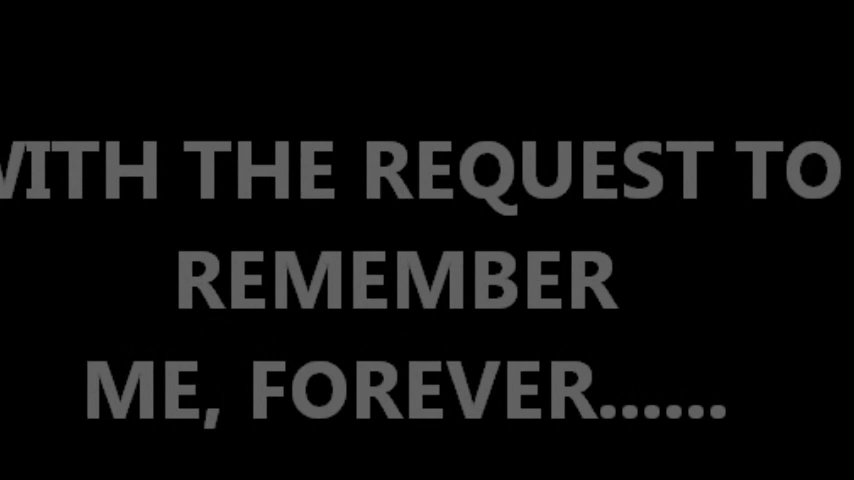 WITH THE REQUEST TO
REMEMBER
ME, FOREVER......